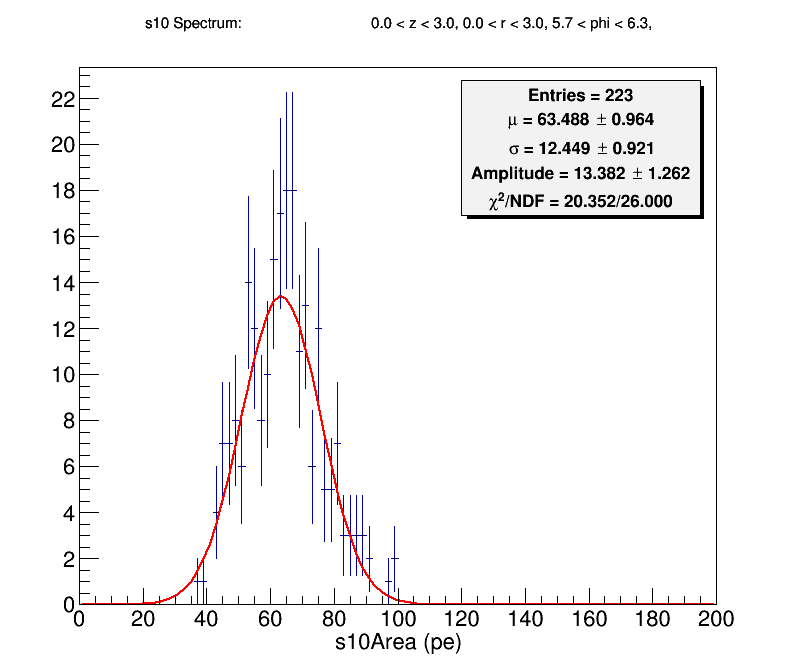 s10 Spectrum: 0.0 < z < 3.0, 0.0 < r < 3.0, 5.7 < phi < 6.3,
Entries = 223
μ = 63.488 ± 0.964
σ = 12.449 ± 0.921
Amplitude = 13.382 ± 1.262
χ²/NDF = 20.352/26.000
22
20
18
16
14
12
10
8
6
4
2
0
0 20 40 60 80 100 120 140 160 180 200
s10Area (pe)